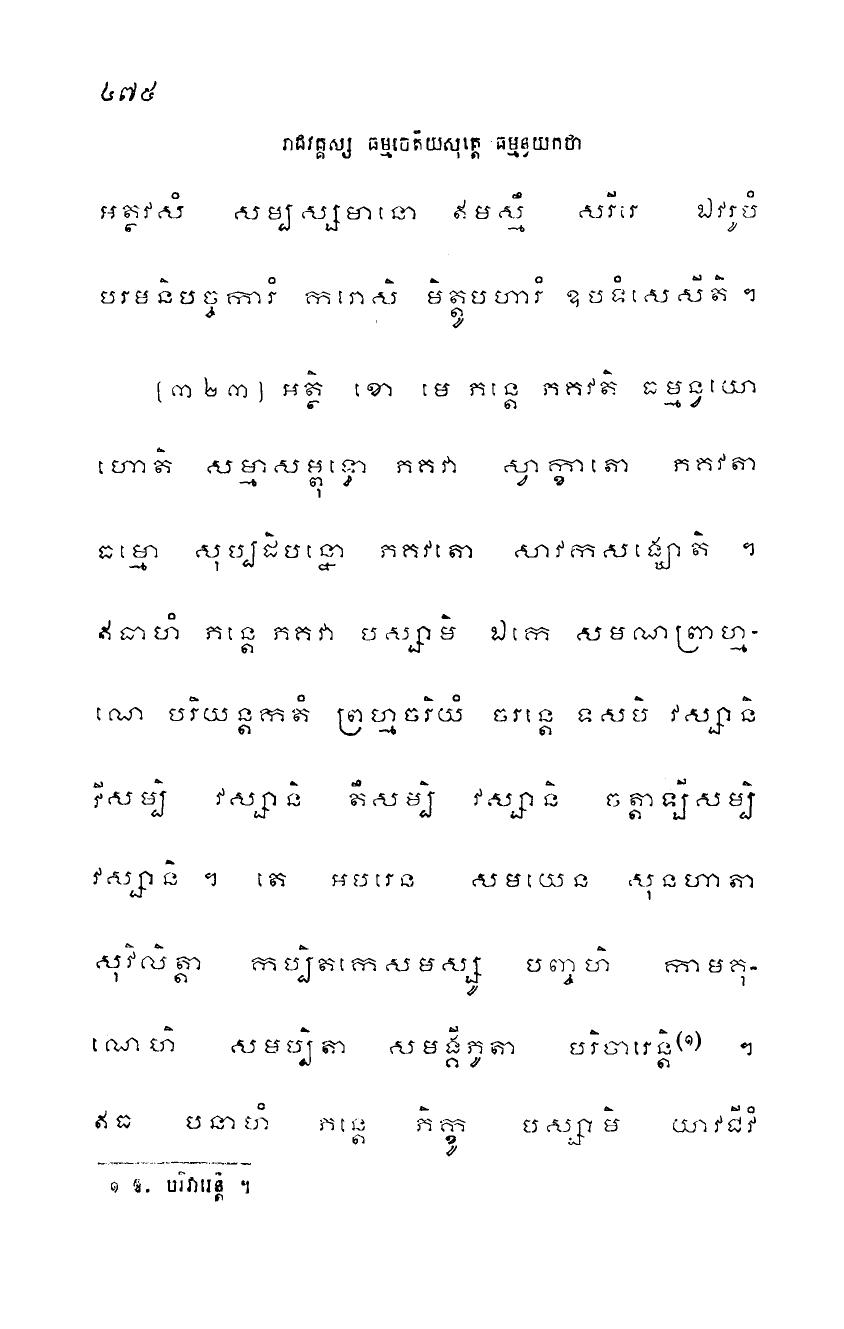 ៤៧៥
រាជវគ្គស្ស ធម្មចេតិយសុត្តេ ធម្មន្វយកថា
អត្ថវសំ សម្បស្សមានោ ឥមស្មឹ សរីរេ ឯវរូបំ
បរមនិបច្ចការំ ករោសិ មិត្តូបហារំ ឧបទំសេសីតិ ។
[៣២៣] អត្ថិ ខោ មេ ភន្តេ ភគវតិ ធម្មន្វយោ
ហោតិ សម្មាសម្ពុទ្ធោ ភគវា ស្វាក្ខាតោ ភគវតា
ធម្មោ សុប្បដិបន្នោ ភគវតោ សាវកសង្ឃោតិ ។
ឥធាហំ ភន្តេ ភគវា បស្សាមិ ឯកេ សមណព្រាហ្ម-
ណេ បរិយន្តកតំ ព្រហ្មចរិយំ ចរន្តេ ទសបិ វស្សានិ
វីសម្បិ វស្សានិ តឹសម្បិ វស្សានិ ចត្តាឡីសម្បិ
វស្សានិ ។ តេ អបរេន សមយេន សុនហាតា
សុវិលិត្តា កប្បិតកេសមស្សូ បញ្ចហិ កាមគុ-
ណេហិ សមប្បិតា សមង្គីភូតា បរិចារេន្តិ(១) ។
ឥធ បនាហំ ភន្តេ ភិក្ខូ បស្សាមិ យាវជីវំ
១ ឱ. បរិវារេន្តិ ។